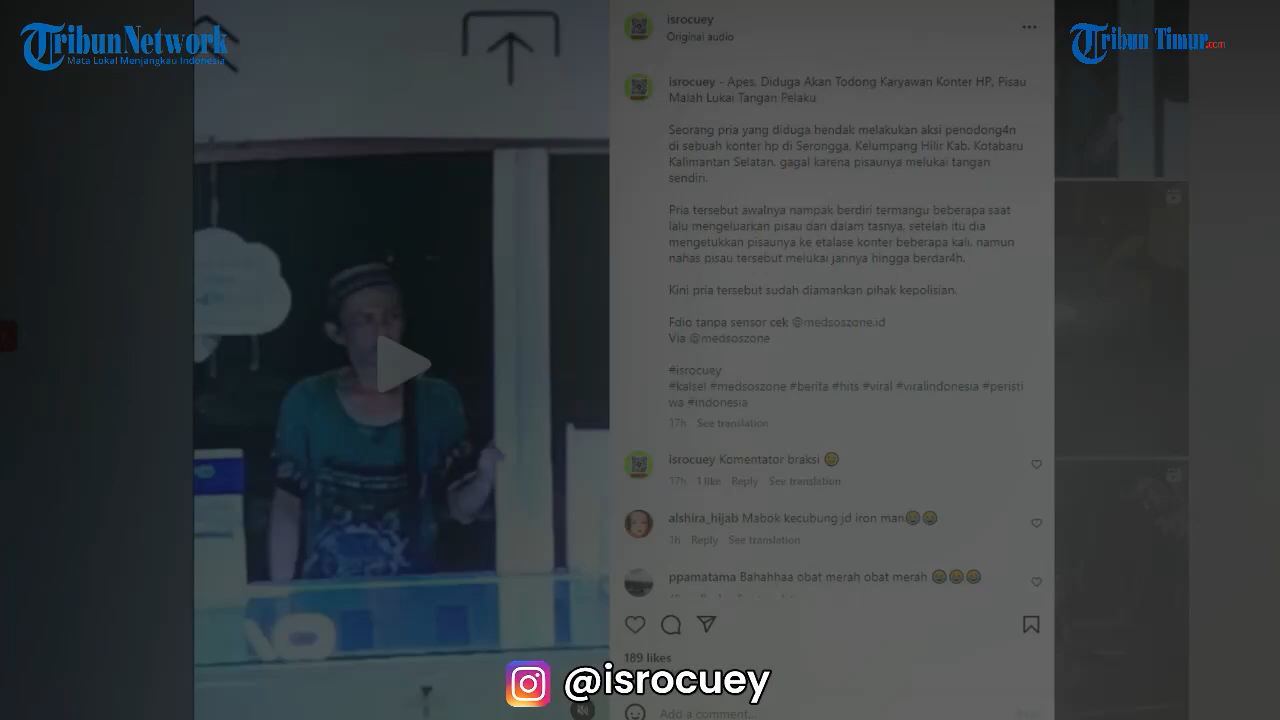 TribunNetwork
Mata Lokal Menjangkau Indonesia
Tribun Timur.com
isrocuey
Original audio
isrocuey - Apes, Diduga Akan Todong Karyawan Konter HP, Pisau
Malah Lukai Tangan Pelaku
Seorang pria yang diduga hendak melakukan aksi penodong4n
di sebuah konter hp di Serongga, Kelumpang Hilir Kab. Kotabaru
Kalimantan Selatan, gagal karena pisaunya melukai tangan
sendiri.
Pria tersebut awalnya nampak berdiri termangu beberapa saat
lalu mengeluarkan pisau dari dalam tasnya, setelah itu dia
mengetukkan pisaunya ke etalase konter beberapa kali, namun
nahas pisau tersebut melukai jarinya hingga berdar4h.
Kini pria tersebut sudah diamankan pihak kepolisian.
Fdio tanpa sensor cek @medsoszone.id
Via @medsoszone
#isrocuey
#kalsel #medsoszone #berita #hits #viral #viralindonesia #peristi
wa #indonesia
17h See translation
isrocuey Komentator braksi 😂
17h 1 like Reply See translation
alshira_hijab Mabok kecubung jd iron man😂😂
1h Reply See translation
ppamatama Bahahhaa obat merah obat merah 😂😂😂
189 likes
Add a comment...
@isrocuey